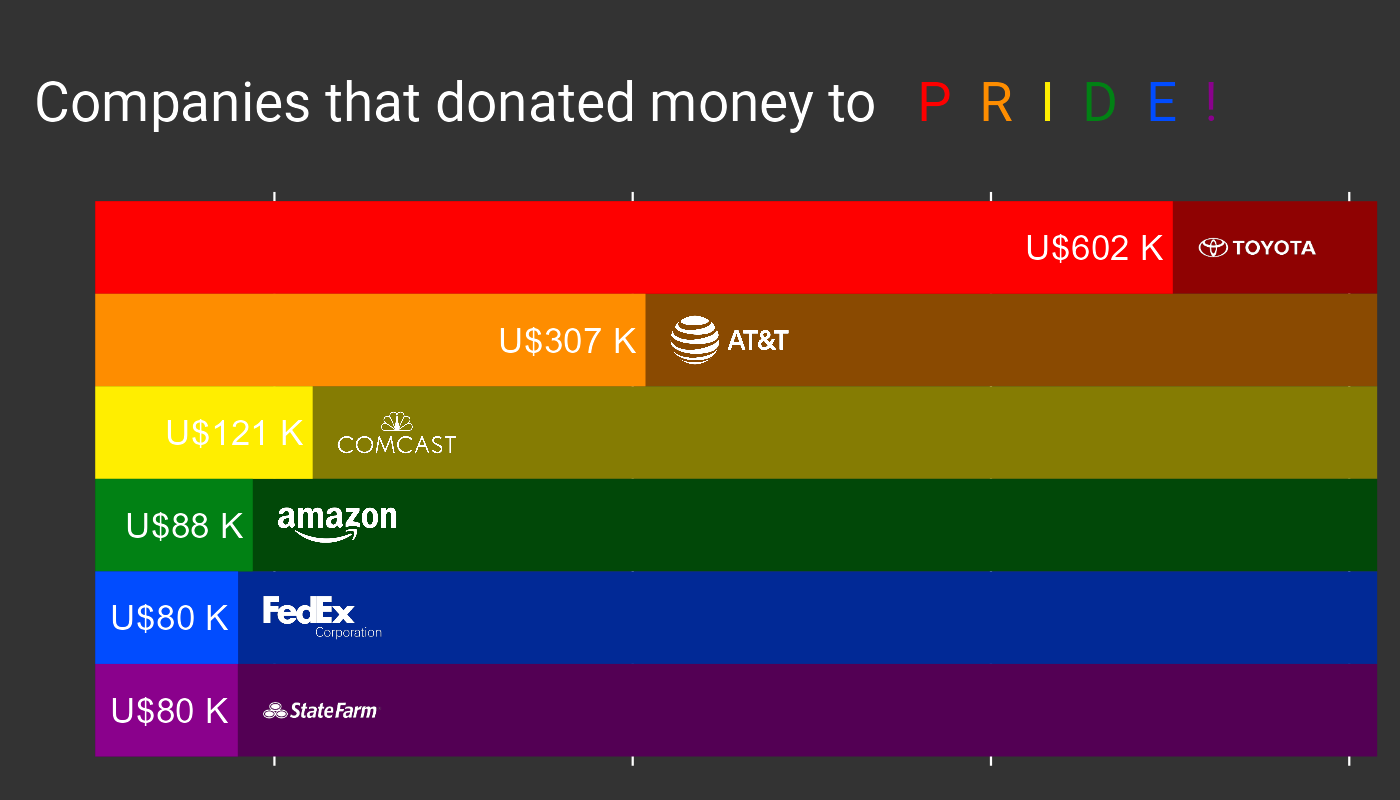 Companies that donated money to P R I D E !
U$602 K TOYOTA
U$307 K AT&T
U$121 K COMCAST
U$88 K amazon
U$80 K FedEx
Corporation
U$80 K StateFarm